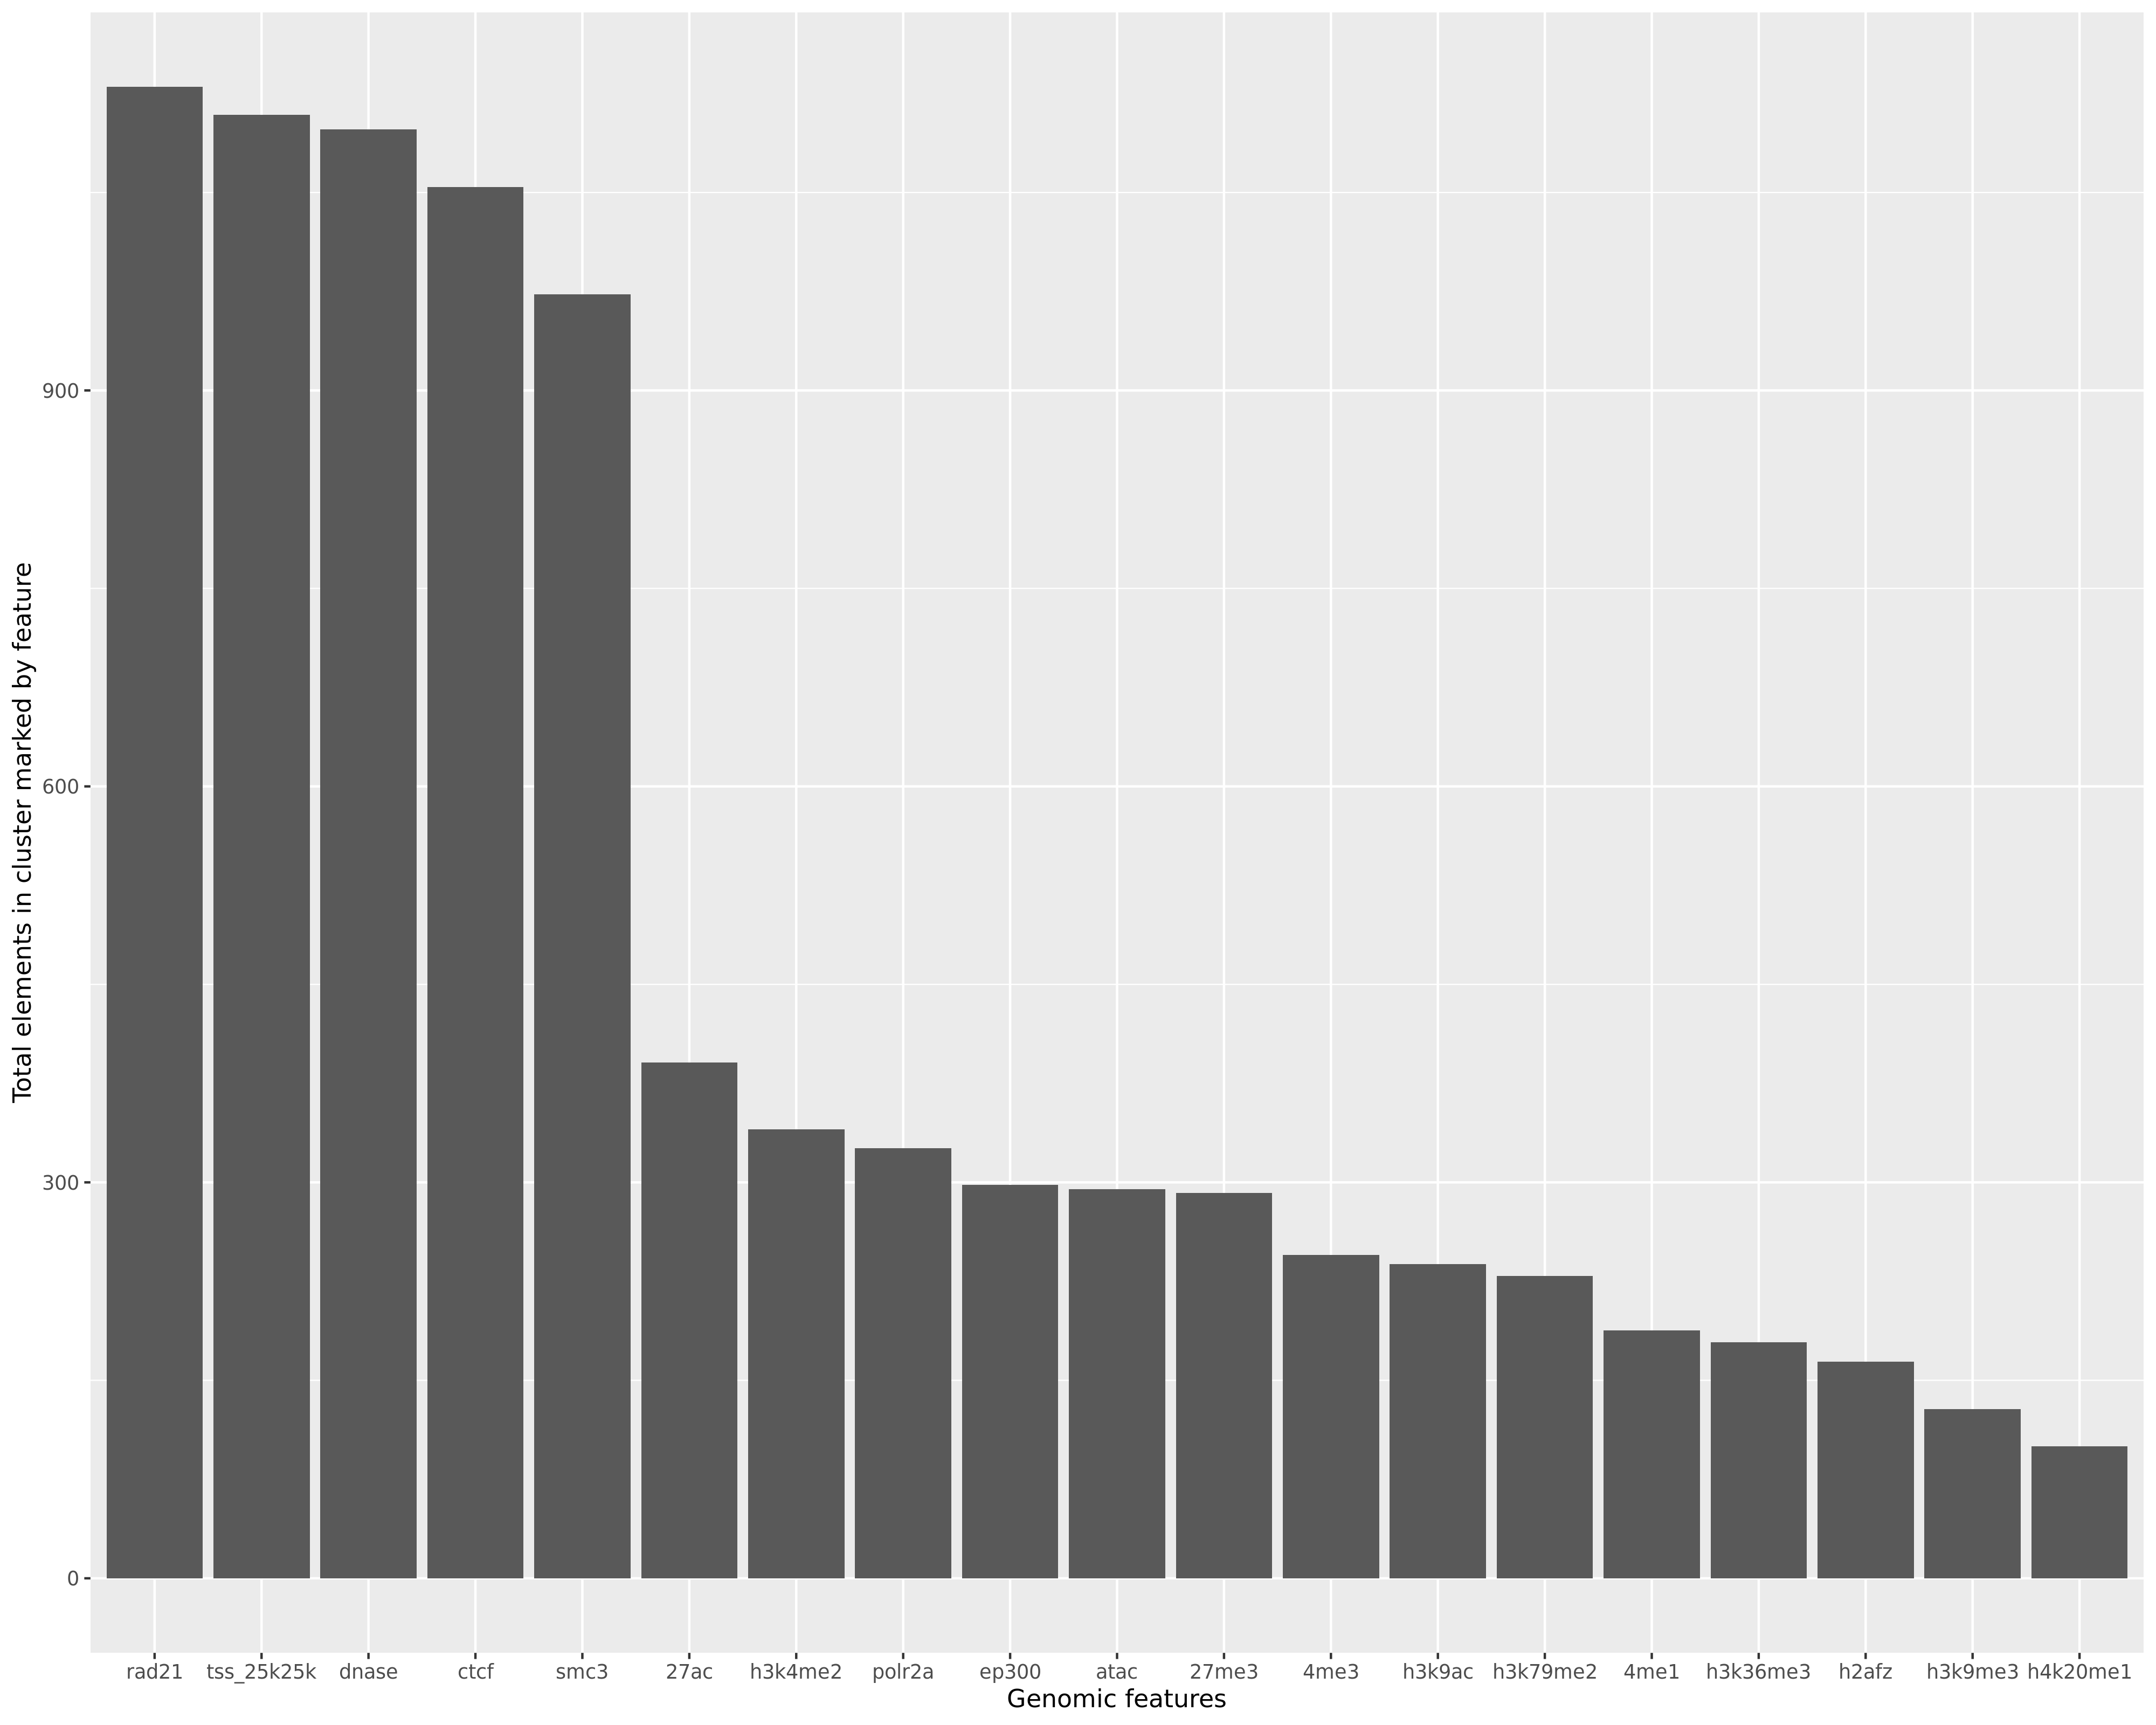 Total elements in cluster marked by feature
900
600
300
0
rad21 tss_25k25k dnase ctcf smc3 27ac h3k4me2 polr2a ep300 atac 27me3 4me3 h3k9ac h3k79me2 4me1 h3k36me3 h2afz h3k9me3 h4k20me1
Genomic features